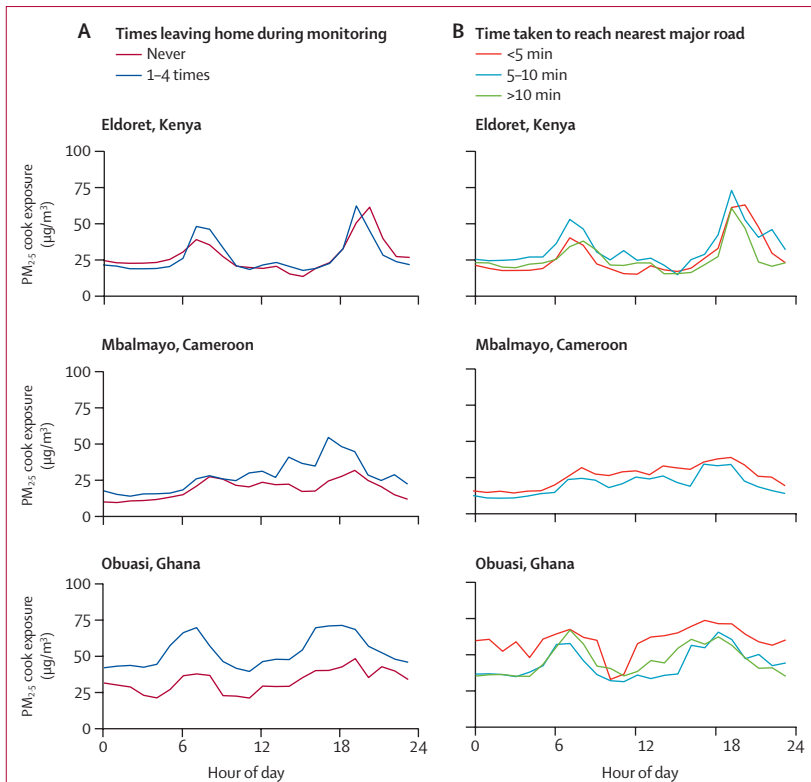 A Times leaving home during monitoring
Never
1–4 times
Eldoret, Kenya
PM2·5 cook exposure
(μg/m³)
100
75
50
25
0
Mbalmayo, Cameroon
PM2·5 cook exposure
(μg/m³)
100
75
50
25
0
Obuasi, Ghana
PM2·5 cook exposure
(μg/m³)
100
75
50
25
0
0 6 12 18 24
Hour of day
B Time taken to reach nearest major road
<5 min
5–10 min
>10 min
Eldoret, Kenya
Mbalmayo, Cameroon
Obuasi, Ghana
0 6 12 18 24
Hour of day